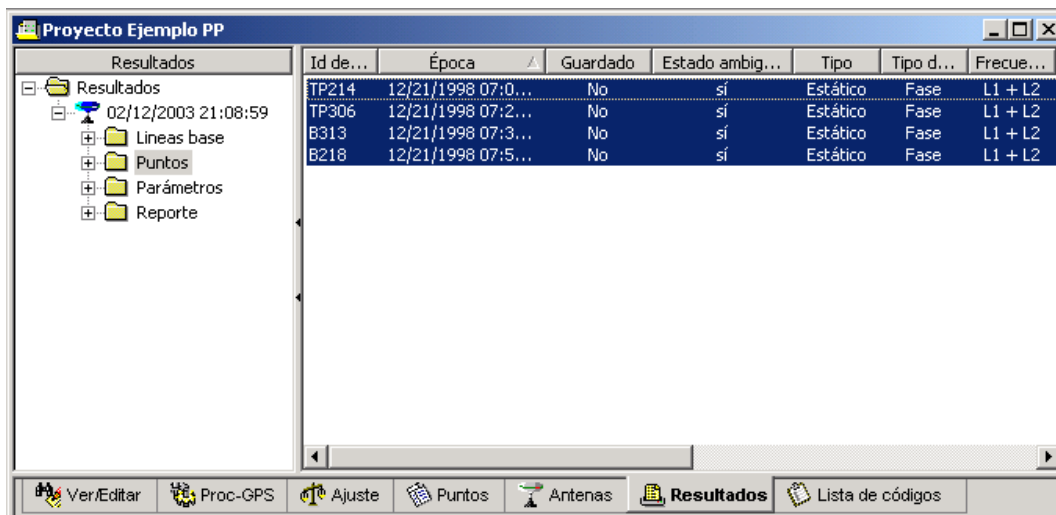 Proyecto Ejemplo PP
Resultados
Id de... Época Guardado Estado ambig... Tipo Tipo d... Frecue...
Resultados
02/12/2003 21:08:59
Lineas base
Puntos
Parámetros
Reporte
TP214 12/21/1998 07:0... No sí Estático Fase L1 + L2
TP306 12/21/1998 07:2... No sí Estático Fase L1 + L2
B313 12/21/1998 07:3... No sí Estático Fase L1 + L2
B218 12/21/1998 07:5... No sí Estático Fase L1 + L2
Ver/Editar Proc-GPS Ajuste Puntos Antenas Resultados Lista de códigos